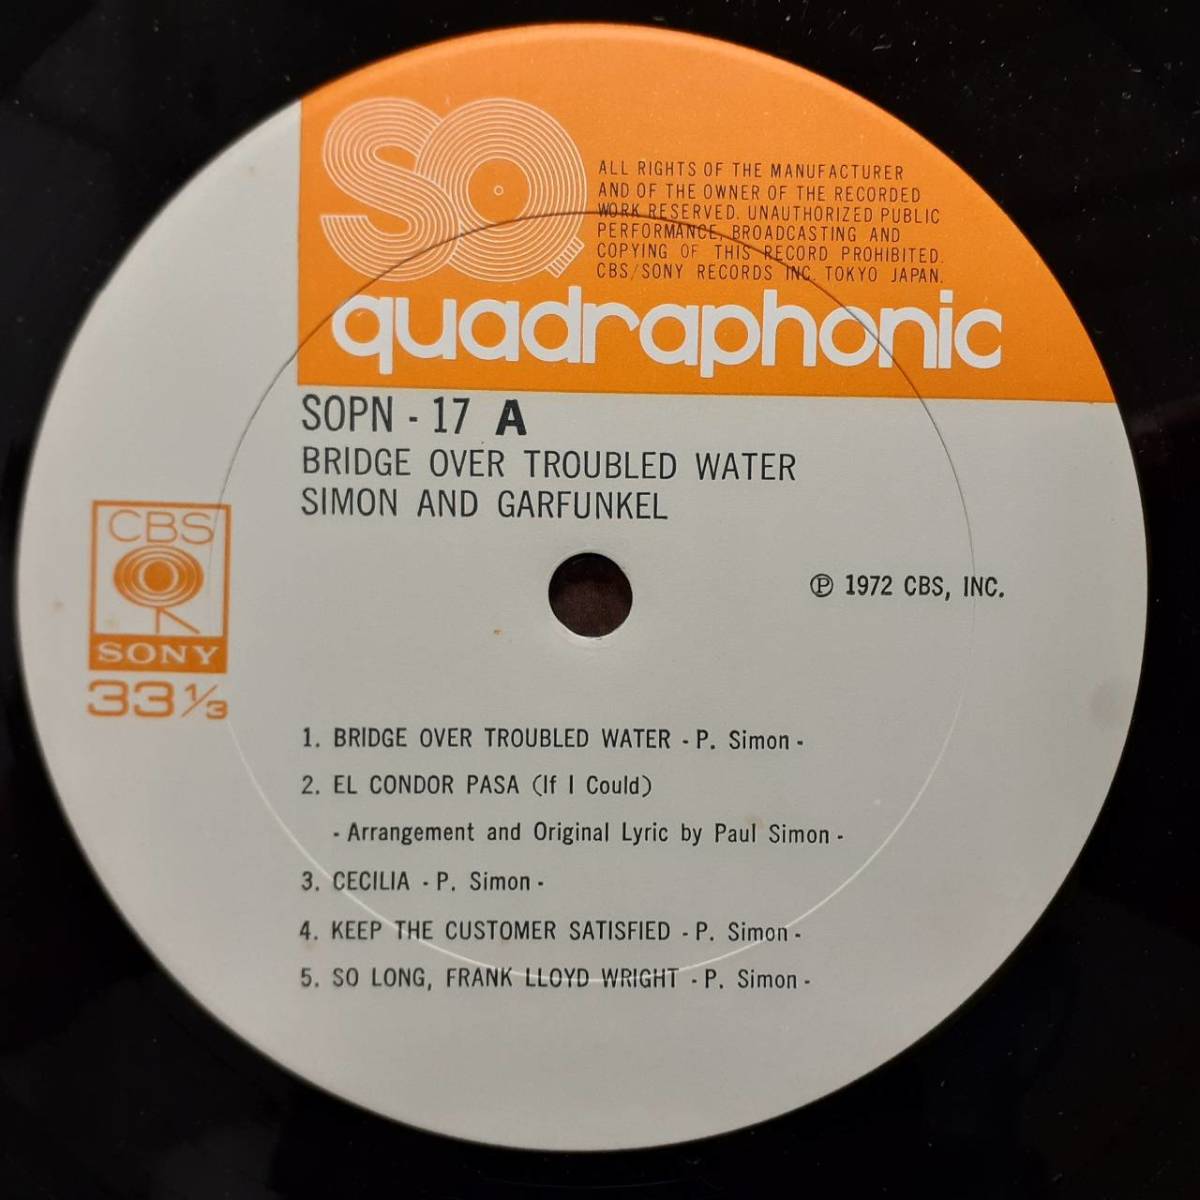 SQ
ALL RIGHTS OF THE MANUFACTURER
AND OF THE OWNER OF THE RECORDED
WORK RESERVED. UNAUTHORIZED PUBLIC
PERFORMANCE, BROADCASTING AND
COPYING OF THIS RECORD PROHIBITED.
CBS/SONY RECORDS INC. TOKYO JAPAN.
quadraphonic
SOPN - 17 A
BRIDGE OVER TROUBLED WATER
SIMON AND GARFUNKEL
CBS
SONY
33 1/3
℗ 1972 CBS, INC.
1. BRIDGE OVER TROUBLED WATER - P. Simon -
2. EL CONDOR PASA (If I Could)
- Arrangement and Original Lyric by Paul Simon -
3. CECILIA - P. Simon -
4. KEEP THE CUSTOMER SATISFIED - P. Simon -
5. SO LONG, FRANK LLOYD WRIGHT - P. Simon -